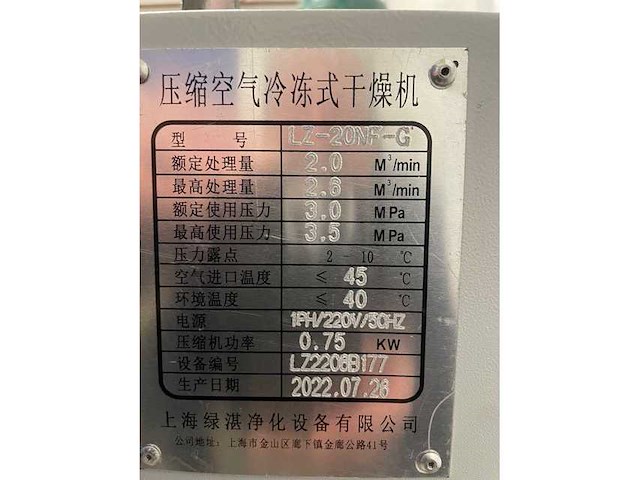 压缩空气冷冻式干燥机
型 号 LZ-20NF-G
额定处理量 2.0 M³/min
最高处理量 2.6 M³/min
额定使用压力 3.0 MPa
最高使用压力 3.5 MPa
压力露点 2-10 ℃
空气进口温度 ≤ 45 ℃
环境温度 ≤ 40 ℃
电源 1PH/220V/50HZ
压缩机功率 0.75 KW
设备编号 LZ2206B177
生产日期 2022.07.26
上海绿湛净化设备有限公司
公司地址: 上海市金山区廊下镇金廊公路41号